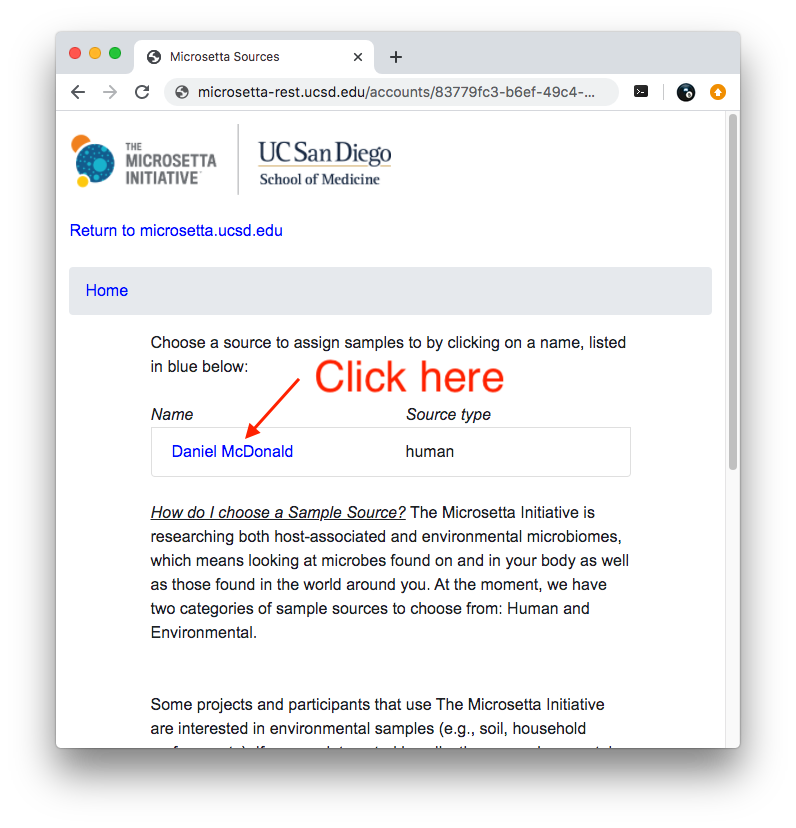 Microsetta Sources
microsetta-rest.ucsd.edu/accounts/83779fc3-b6ef-49c4-...
THE
MICROSETTA
INITIATIVE
UC San Diego
School of Medicine
Return to microsetta.ucsd.edu
Home
Choose a source to assign samples to by clicking on a name, listed
in blue below:
Click here
Name Source type
Daniel McDonald human
How do I choose a Sample Source? The Microsetta Initiative is
researching both host-associated and environmental microbiomes,
which means looking at microbes found on and in your body as well
as those found in the world around you. At the moment, we have
two categories of sample sources to choose from: Human and
Environmental.
Some projects and participants that use The Microsetta Initiative
are interested in environmental samples (e.g., soil, household